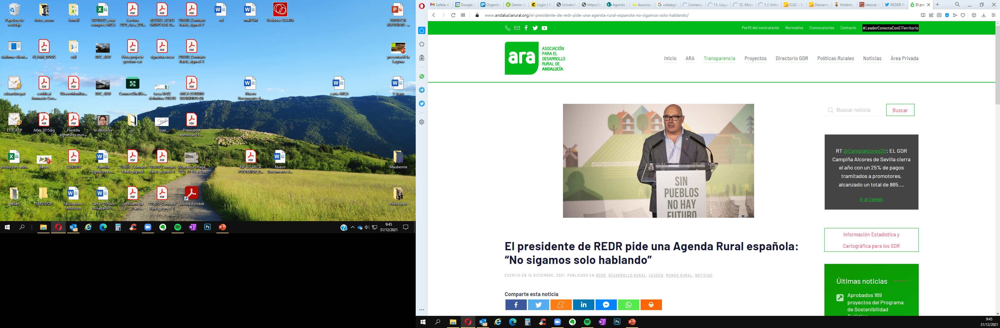 Papelera de
reciclaje
fotos_zoom
borrell
20210702_estat
comptes ARCA
Factura
2121_Arca_281...
RECULL ACTES
GRUPS GAL D...
210910_Contrato
Raiels_signed-2
od
mail CM
Dedoose-8.3.47b
PROJECTE
REFUGIATS- ...
viafirma-client...
FI_FMR_DOGC
udl
DSC_4097
Fitxa projecte
gustum-cat
signatura roser
210910_Contrato
Raiels_signed-3
presentació la
Laguna
eduard.trepat
certificat
formacio Cov...
ObservMonRur...
DSC_4098
ConnectShellSe...
tassa BASE
definitiva 210519
ARCA ESTUDIO
DEFINITIVO (1)
Nuevo
Documento d...
carta ARCA
E-tram
ET TCAT P
Atles 2015dig
Plantilla
signatures reun...
el desbarbe
gil
roser
Pressupost
esmorzar 16 ...
productors-adh...
dades
COVID19
Plantilla
signatures re...
210910_Contrato
Raiels_signed
210910_Contrato
Raiels_signed-4
WhatsApp Image
2021-11-09 at 0...
NP AG ARCA
POSTERIOR_D...
Nuevo
Documento d...
Mauberme
gallart
SERVIDOR
Facilitadors i
inhibidors
Cartell_Difusio
JornadaPATT...
justificant dia
3_12_21 ens...
210910_Contrato
Raiels_signed-1
Adobe Acrobat
DC
Fotos web
9:45
31/12/2021
Safata d'
Google C
Organitz
Gestor d
Login | M
Universit
https://c
Agenda
Associac
catalegd
Comarqu
11. Lluça
12. Moia
1.1 Unita
ICGC - Vi
Descarre
Història
Idescat. C
REDER R
El pre
www.andaluciarural.org/el-presidente-de-redr-pide-una-agenda-rural-espanola-no-sigamos-solo-hablando/
Perfil del contratante Normativa Convocatorias Contacto #LeaderConectaConElTerritorio
ara
ASOCIACIÓN
PARA EL
DESARROLLO
RURAL DE
ANDALUCÍA
Inicio ARA Transparencia Proyectos Directorio GDR Políticas Rurales Noticias Área Privada
SIN
PUEBLOS
NO HAY
FUTURO
El presidente de REDR pide una Agenda Rural española:
“No sigamos solo hablando”
ESCRITO EN 10 DICIEMBRE, 2021. PUBLICADO EN REDR, DESARROLLO RURAL, LEADER, MUNDO RURAL, NOTICIAS.
Comparte esta noticia
Buscar noticia
Buscar
RT @Campialcores20: EL GDR
Campiña Alcores de Sevilla cierra
el año con un 25% de pagos
tramitados a promotores,
alcanzado un total de 865....
Ir al tweet
Información Estadística y
Cartográfica para los GDR
Últimas noticias
Aprobados 169
proyectos del Programa
de Sostenibilidad
Turística
9:45
31/12/2021